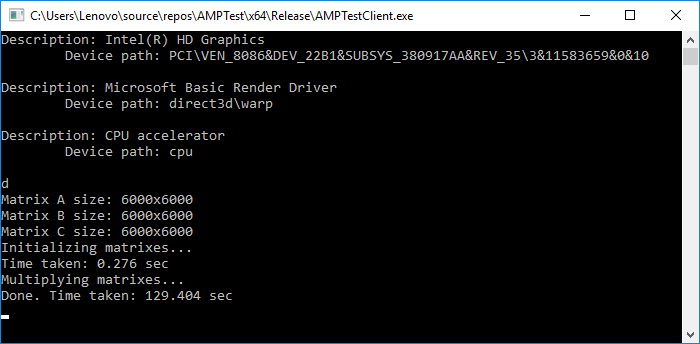 C:\Users\Lenovo\source\repos\AMPTest\x64\Release\AMPTestClient.exe
Description: Intel(R) HD Graphics
Device path: PCI\VEN_8086&DEV_22B1&SUBSYS_380917AA&REV_35\3&11583659&0&10
Description: Microsoft Basic Render Driver
Device path: direct3d\warp
Description: CPU accelerator
Device path: cpu
d
Matrix A size: 6000x6000
Matrix B size: 6000x6000
Matrix C size: 6000x6000
Initializing matrixes...
Time taken: 0.276 sec
Multiplying matrixes...
Done. Time taken: 129.404 sec